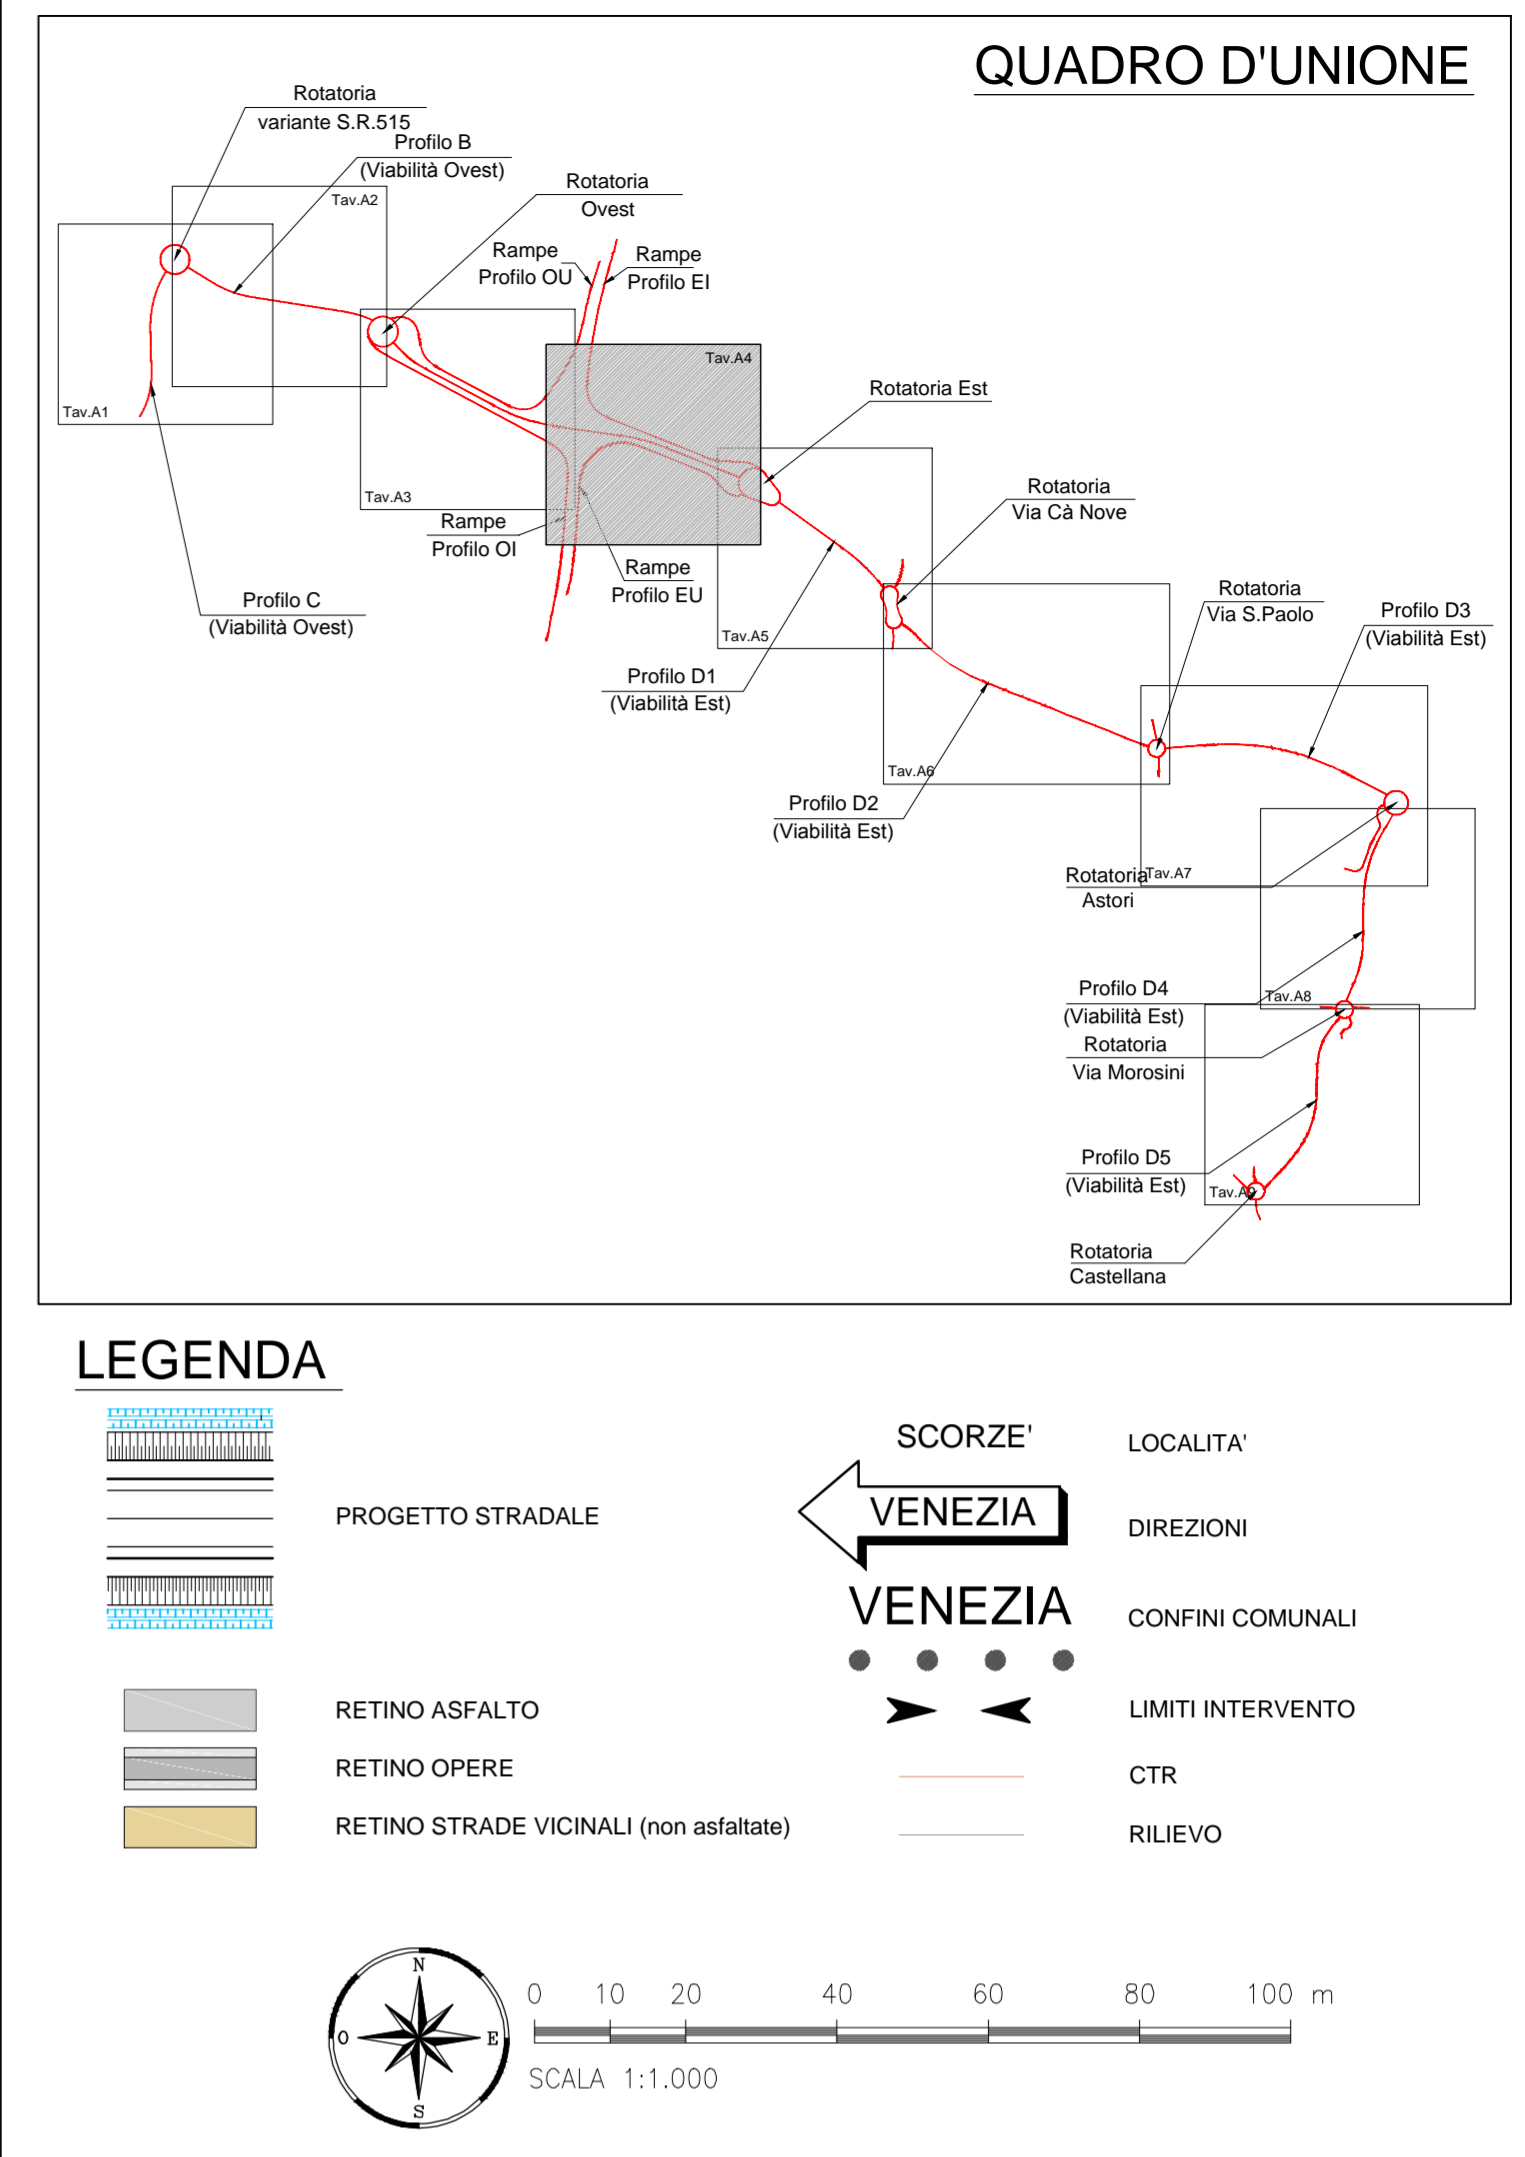 QUADRO D'UNIONE
Rotatoria
variante S.R.515
Profilo B
(Viabilità Ovest)
Tav.A2
Rotatoria
Ovest
Rampe
Profilo OU
Rampe
Profilo EI
Tav.A1
Tav.A4
Rotatoria Est
Tav.A3
Rampe
Profilo OI
Rotatoria
Via Cà Nove
Rampe
Profilo EU
Profilo C
(Viabilità Ovest)
Rotatoria
Via S.Paolo
Profilo D3
(Viabilità Est)
Tav.A5
Profilo D1
(Viabilità Est)
Tav.A6
Profilo D2
(Viabilità Est)
Rotatoria
Astori
Tav.A7
Profilo D4
(Viabilità Est)
Tav.A8
Rotatoria
Via Morosini
Profilo D5
(Viabilità Est)
Tav.A9
Rotatoria
Castellana
LEGENDA
PROGETTO STRADALE
RETINO ASFALTO
RETINO OPERE
RETINO STRADE VICINALI (non asfaltate)
SCORZE'
LOCALITA'
VENEZIA
DIREZIONI
VENEZIA
CONFINI COMUNALI
LIMITI INTERVENTO
CTR
RILIEVO
N
O
E
S
0 10 20 40 60 80 100 m
SCALA 1:1.000